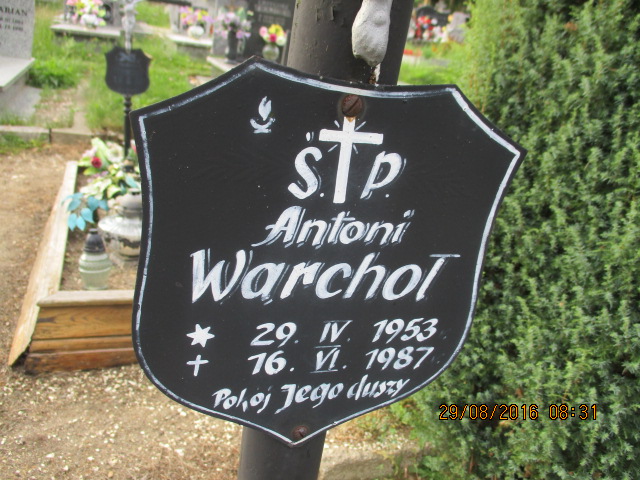 Ś.P.
Antoni
Warchoł
* 29. IV. 1953
+ 16. VI. 1987
Pokój Jego duszy
29/08/2016 08:31